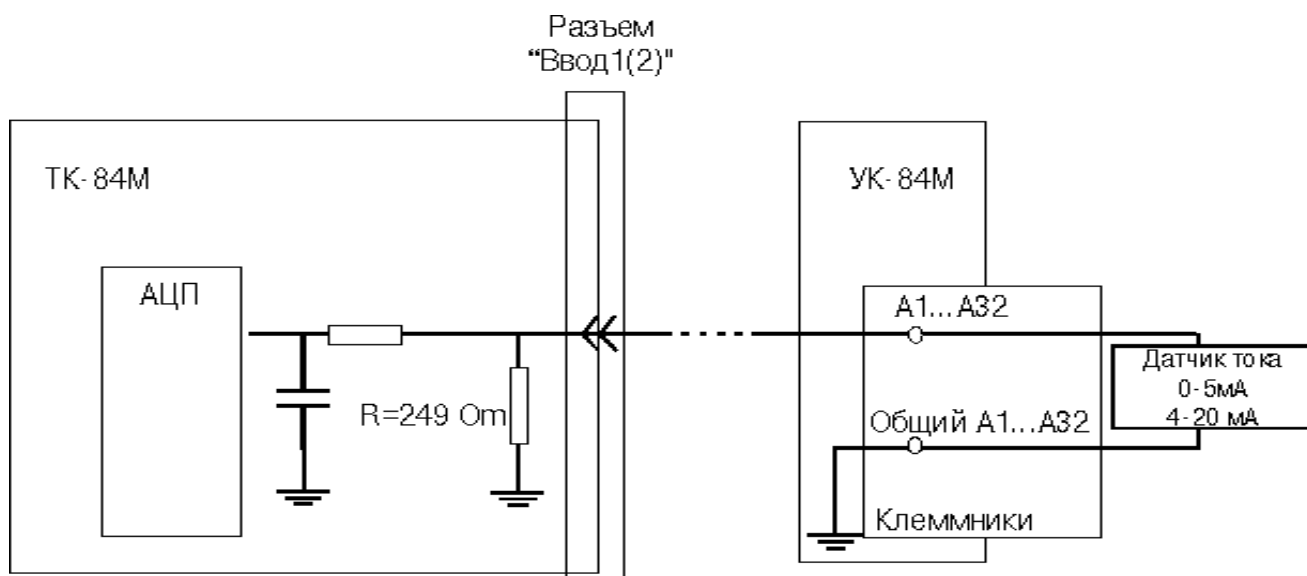 Разъем
“Ввод1(2)"
ТК-84М
УК-84М
АЦП
А1...А32
Датчик тока
0-5мА
4-20 мА
R=249 Om
Общий А1...А32
Клеммники